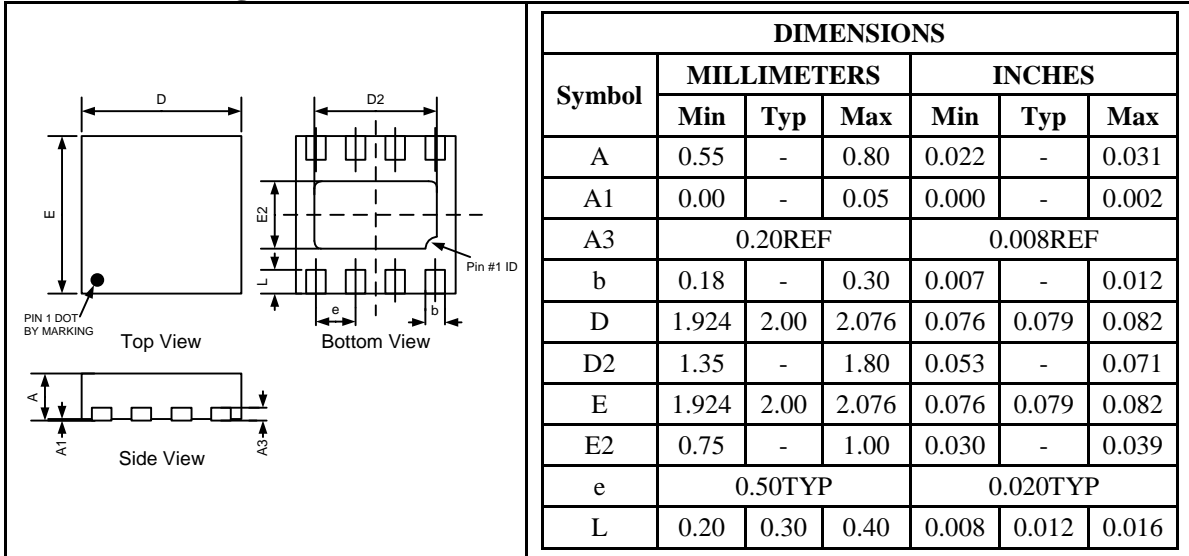 D
D2
E
E2
L
e
b
Pin #1 ID
PIN 1 DOT
BY MARKING
Top View
Bottom View
A
A1
A3
Side View
DIMENSIONS
Symbol MILLIMETERS INCHES
Min Typ Max Min Typ Max
A 0.55 - 0.80 0.022 - 0.031
A1 0.00 - 0.05 0.000 - 0.002
A3 0.20REF 0.008REF
b 0.18 - 0.30 0.007 - 0.012
D 1.924 2.00 2.076 0.076 0.079 0.082
D2 1.35 - 1.80 0.053 - 0.071
E 1.924 2.00 2.076 0.076 0.079 0.082
E2 0.75 - 1.00 0.030 - 0.039
e 0.50TYP 0.020TYP
L 0.20 0.30 0.40 0.008 0.012 0.016